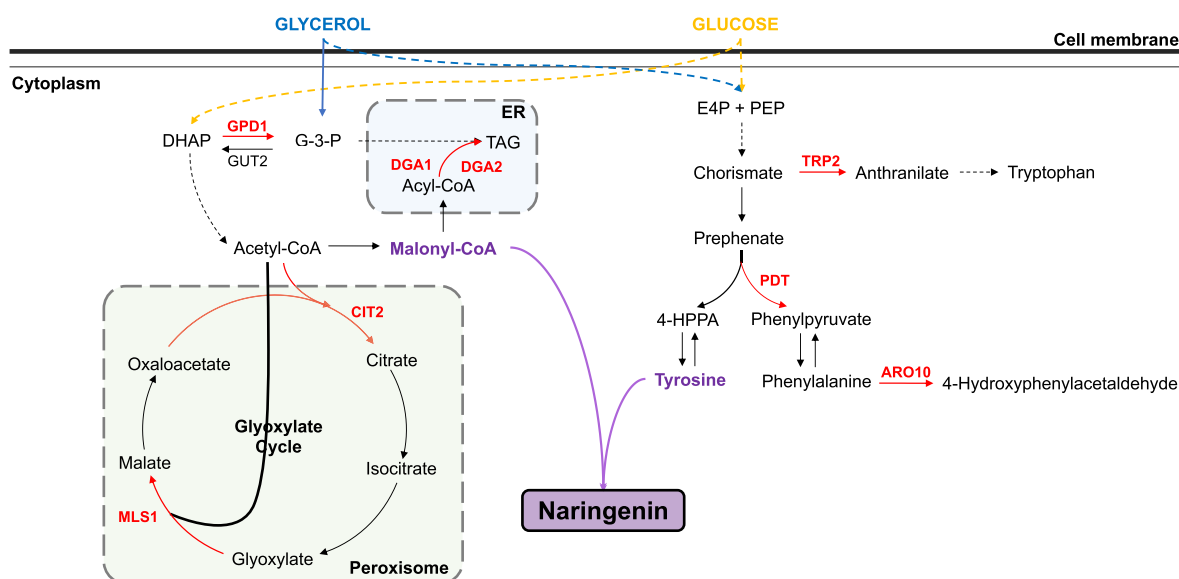 GLYCEROL
GLUCOSE
Cell membrane
Cytoplasm
ER
E4P + PEP
DHAP
GPD1
GUT2
G-3-P
TAG
DGA1
DGA2
Acyl-CoA
Chorismate
TRP2
Anthranilate
Tryptophan
Acetyl-CoA
Malonyl-CoA
Prephenate
PDT
CIT2
4-HPPA
Phenylpyruvate
Oxaloacetate
Citrate
Tyrosine
Phenylalanine
ARO10
4-Hydroxyphenylacetaldehyde
Glyoxylate
Cycle
Malate
Isocitrate
MLS1
Naringenin
Glyoxylate
Peroxisome